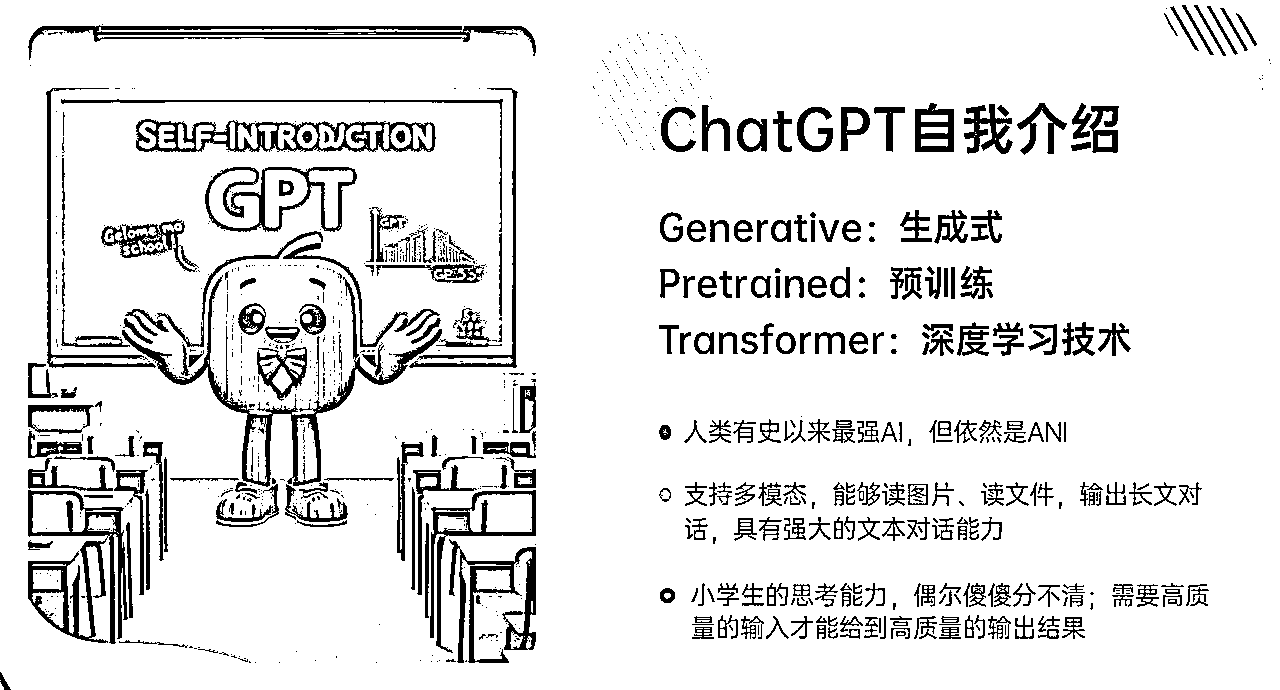 SELF-INTRODUCTION
GPT
ChatGPT自我介绍
Generative：生成式
Pretrained：预训练
Transformer：深度学习技术
人类有史以来最强AI，但依然是ANI
支持多模态，能够读图片、读文件，输出长文对
话，具有强大的文本对话能力
小学生的思考能力，偶尔傻傻分不清；需要高质
量的输入才能给到高质量的输出结果